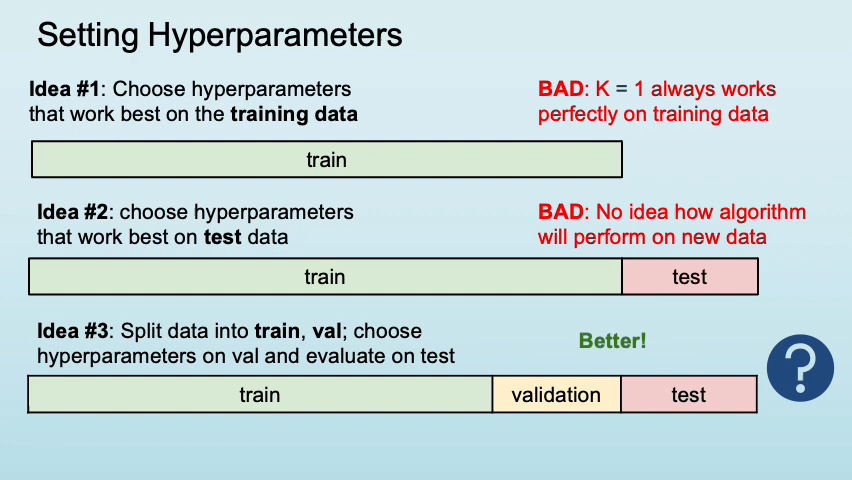 Setting Hyperparameters
Idea #1: Choose hyperparameters
that work best on the training data
BAD: K = 1 always works
perfectly on training data
train
Idea #2: choose hyperparameters
that work best on test data
BAD: No idea how algorithm
will perform on new data
train
test
Idea #3: Split data into train, val; choose
hyperparameters on val and evaluate on test
Better!
?
train
validation
test